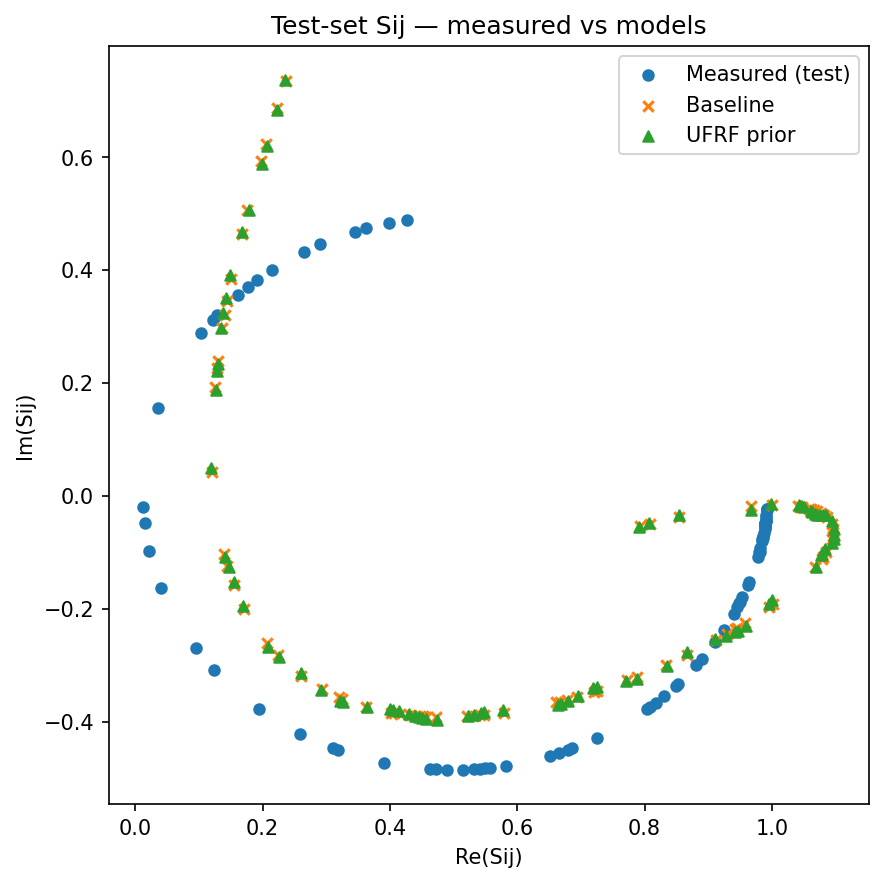 Test-set Sij — measured vs models
Measured (test)
Baseline
UFRF prior
Im(Sij)
0.6
0.4
0.2
0.0
−0.2
−0.4
0.0 0.2 0.4 0.6 0.8 1.0
Re(Sij)